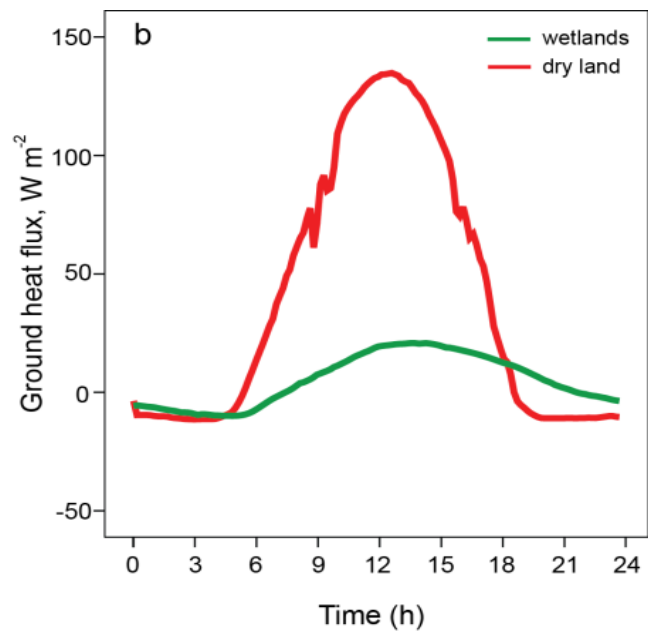 b
wetlands
dry land
150
100
50
0
-50
Ground heat flux, W m⁻²
0 3 6 9 12 15 18 21 24
Time (h)